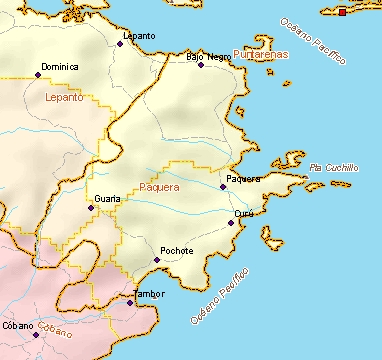 Océano Pacífico
Lepanto
Bajo Negro
Puntarenas
Dominica
Lepanto
Pta Cuchillo
Paquera
Paquera
Guaria
Curú
Pochote
Océano Pacífico
Tambor
Cóbano
Cóbano